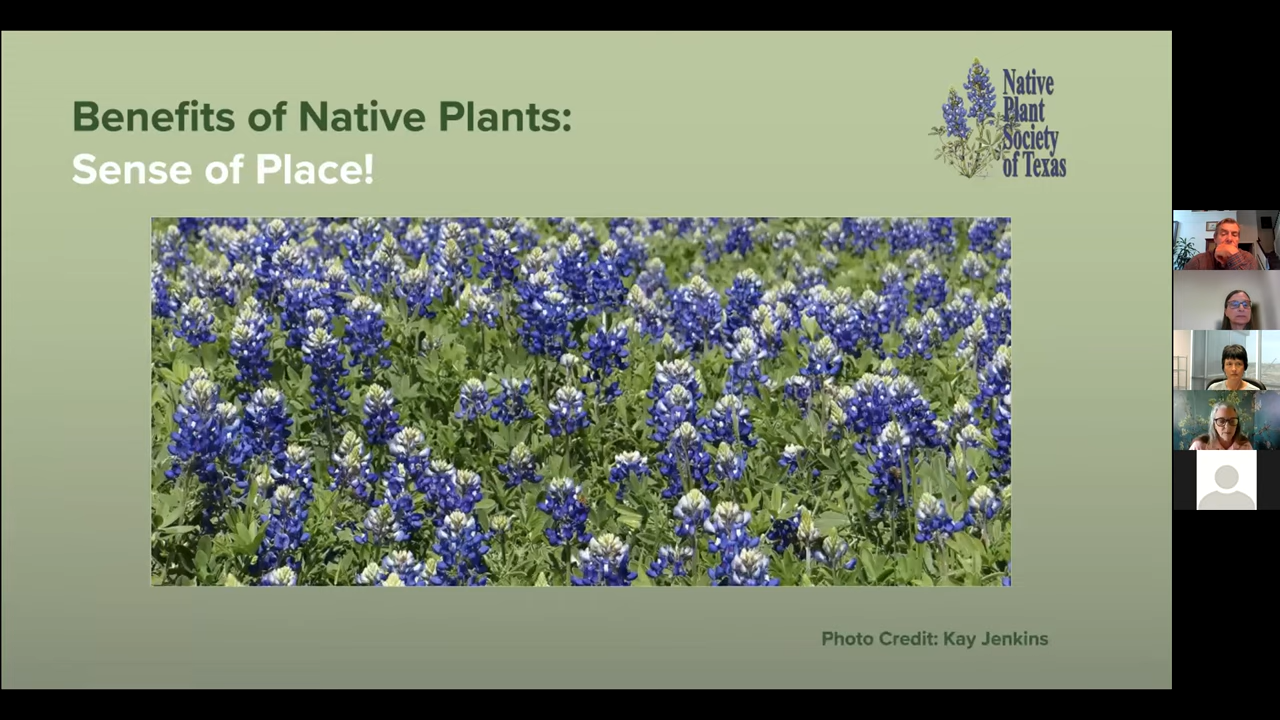 Benefits of Native Plants:
Sense of Place!
Native
Plant
Society
of Texas
Photo Credit: Kay Jenkins